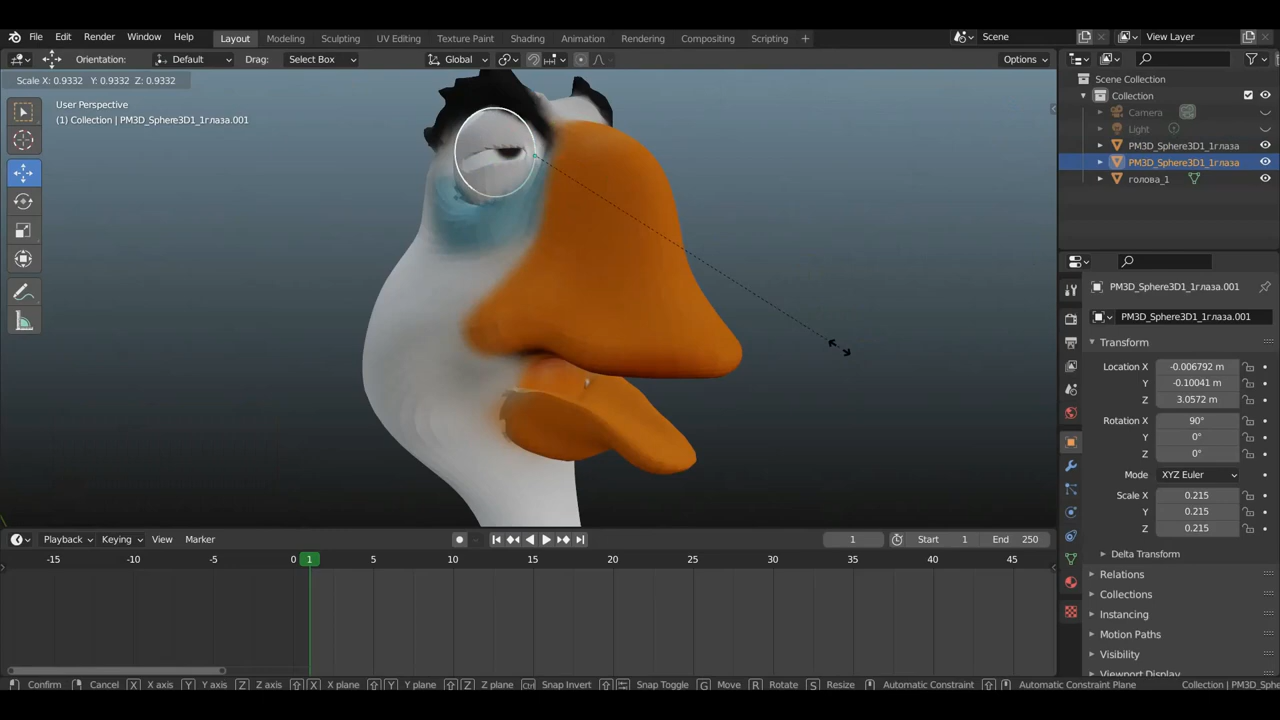 File Edit Render Window Help Layout Modeling Sculpting UV Editing Texture Paint Shading Animation Rendering Compositing Scripting + Scene View Layer
Orientation: Default Drag: Select Box Global Options
Scale X: 0.9332 Y: 0.9332 Z: 0.9332
User Perspective
(1) Collection | PM3D_Sphere3D1_1глаза.001
Scene Collection
Collection
Camera
Light
PM3D_Sphere3D1_1глаза
PM3D_Sphere3D1_1глаза
голова_1
PM3D_Sphere3D1_1глаза.001
PM3D_Sphere3D1_1глаза.001
Transform
Location X -0.006792 m
Y -0.10041 m
Z 3.0572 m
Rotation X 90°
Y 0°
Z 0°
Mode XYZ Euler
Scale X 0.215
Y 0.215
Z 0.215
Delta Transform
Relations
Collections
Instancing
Motion Paths
Visibility
Viewport Display
Playback Keying View Marker 1 Start 1 End 250
-15 -10 -5 0 1 5 10 15 20 25 30 35 40 45
Confirm Cancel X X axis Y Y axis Z Z axis X X plane Y Y plane Z Z plane Ctrl Snap Invert Snap Toggle G Move R Rotate S Resize Automatic Constraint Automatic Constraint Plane Collection | PM3D_Sphe